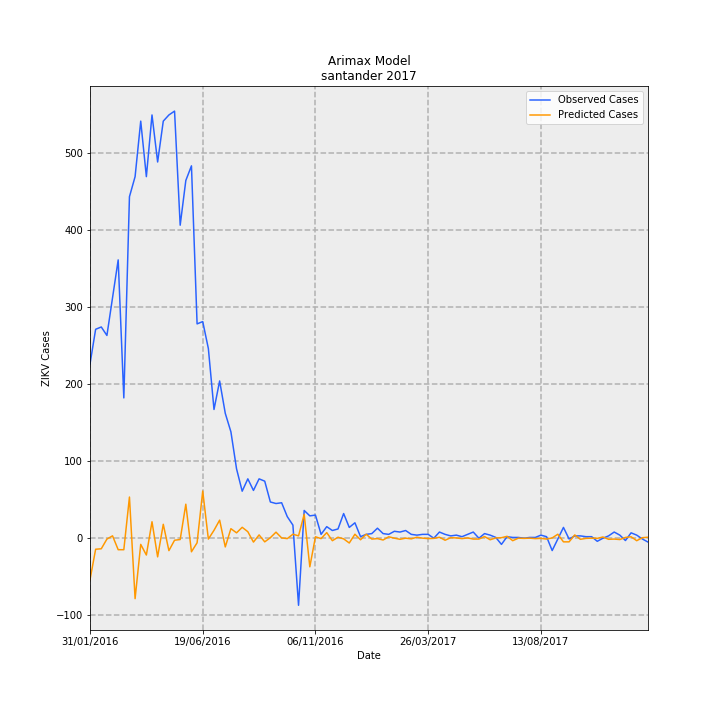 Arimax Model
santander 2017
Observed Cases
Predicted Cases
ZIKV Cases
500
400
300
200
100
0
−100
31/01/2016
19/06/2016
06/11/2016
26/03/2017
13/08/2017
Date